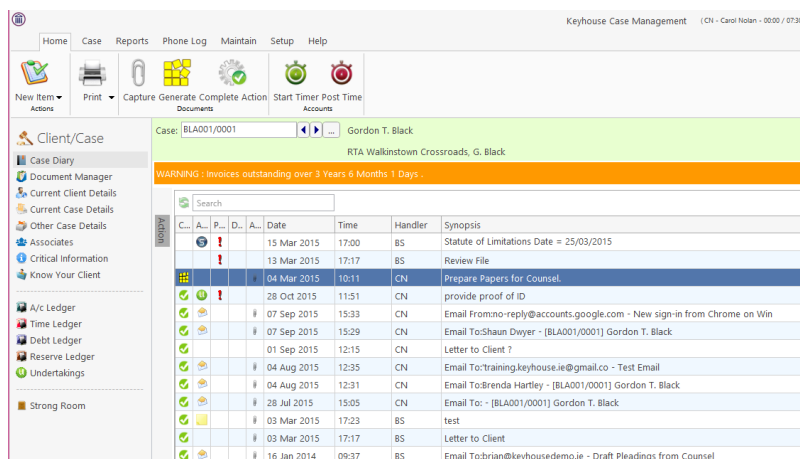 Keyhouse Case Management ( CN - Carol Nolan - 00:00 / 07:30
Home Case Reports Phone Log Maintain Setup Help
New Item Print Capture Generate Complete Action Start Timer Post Time
Actions Documents Accounts
Client/Case
Case Diary
Document Manager
Current Client Details
Current Case Details
Other Case Details
Associates
Critical Information
Know Your Client
A/c Ledger
Time Ledger
Debt Ledger
Reserve Ledger
Undertakings
Strong Room
Case: BLA001/0001 ... Gordon T. Black
RTA Walkinstown Crossroads, G. Black
WARNING : Invoices outstanding over 3 Years 6 Months 1 Days .
Action
Search
C... A... P... D.. A... Date Time Handler Synopsis
15 Mar 2015 17:00 BS Statute of Limitations Date = 25/03/2015
13 Mar 2015 17:17 BS Review File
04 Mar 2015 10:11 CN Prepare Papers for Counsel.
28 Oct 2015 11:51 CN provide proof of ID
07 Sep 2015 15:33 CN Email From:no-reply@accounts.google.com - New sign-in from Chrome on Win
07 Sep 2015 15:29 CN Email To:Shaun Dwyer - [BLA001/0001] Gordon T. Black
01 Sep 2015 12:15 CN Letter to Client ?
04 Aug 2015 12:35 CN Email To:'training.keyhouse.ie@gmail.co - Test Email
04 Aug 2015 12:31 CN Email To:Brenda Hartley - [BLA001/0001] Gordon T. Black
28 Jul 2015 15:05 CN Email To: - [BLA001/0001] Gordon T. Black
03 Mar 2015 17:23 BS test
03 Mar 2015 17:17 BS Letter to Client
16 Jan 2014 09:37 BS Email To:brian@keyhousedemo.ie - Draft Pleadings from Counsel